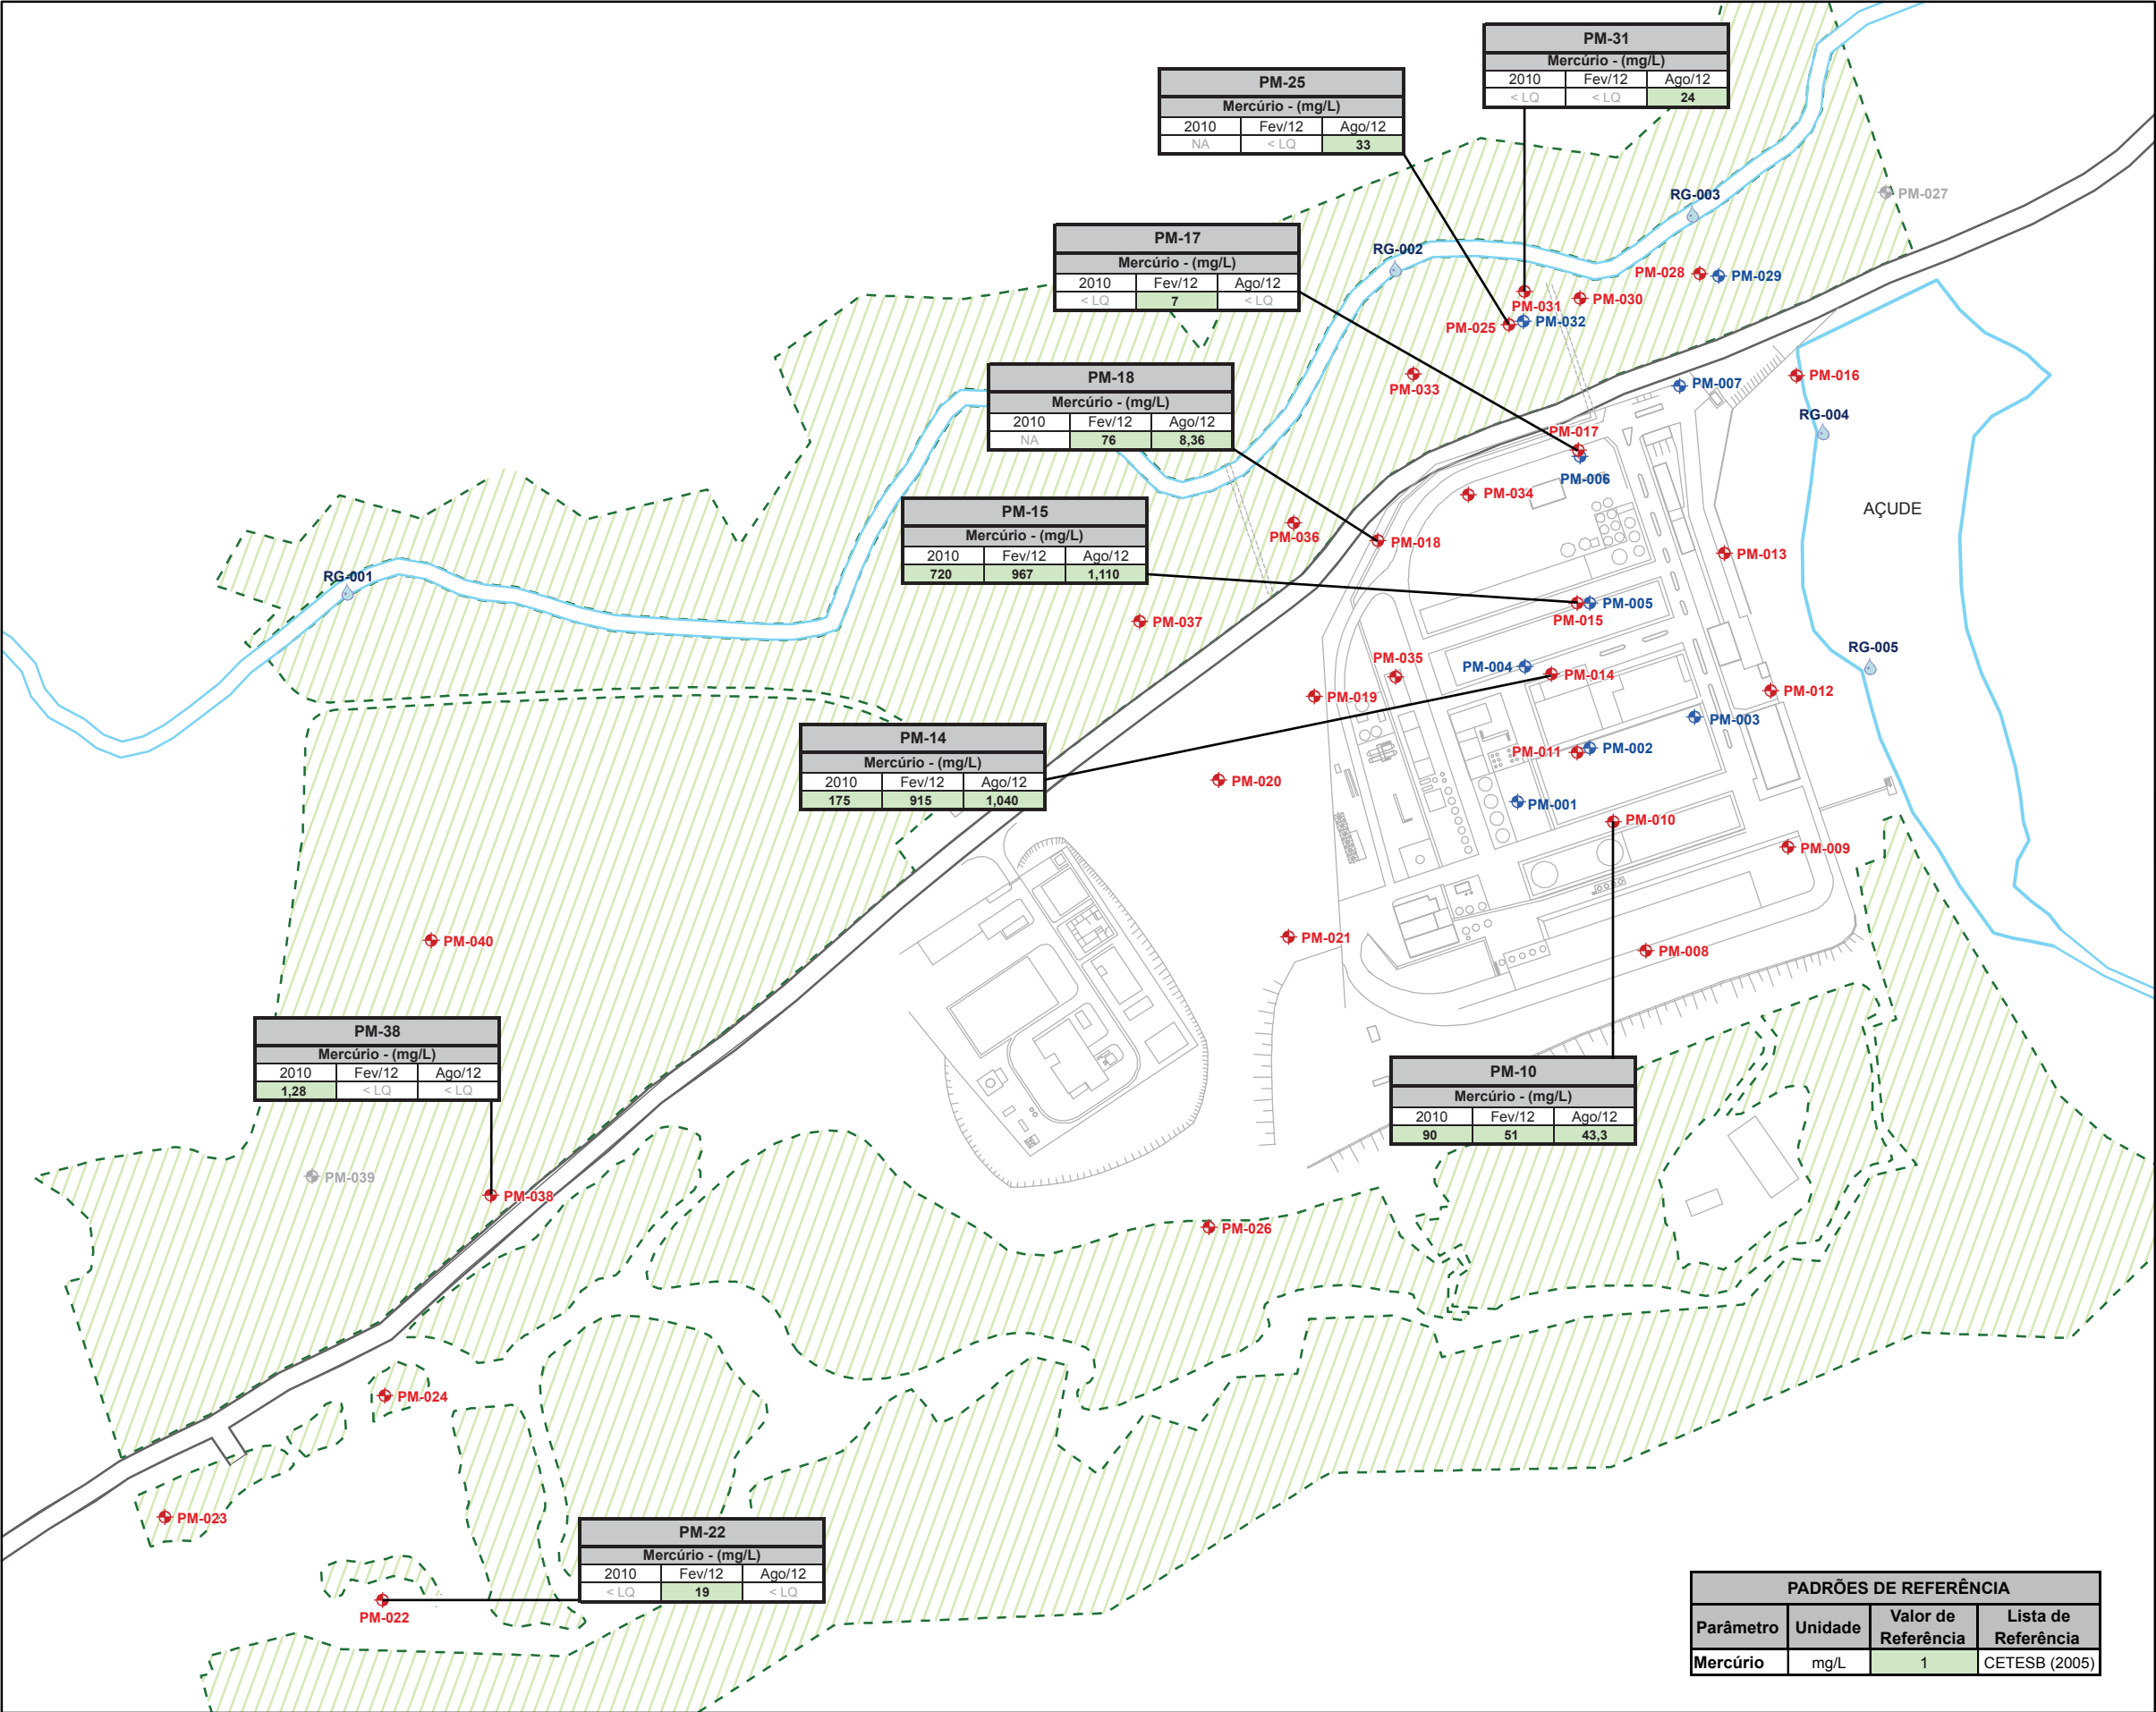 PM-31
Mercúrio - (mg/L)
2010 Fev/12 Ago/12
< LQ < LQ 24
PM-25
Mercúrio - (mg/L)
2010 Fev/12 Ago/12
NA < LQ 33
PM-027
RG-003
PM-17
Mercúrio - (mg/L)
2010 Fev/12 Ago/12
< LQ 7 < LQ
RG-002
PM-028
PM-029
PM-031
PM-030
PM-025
PM-032
PM-18
Mercúrio - (mg/L)
2010 Fev/12 Ago/12
NA 76 8,36
PM-033
PM-007
PM-016
RG-004
PM-017
PM-006
PM-034
AÇUDE
PM-15
Mercúrio - (mg/L)
2010 Fev/12 Ago/12
720 967 1,110
PM-036
PM-018
PM-013
RG-001
PM-005
PM-015
PM-037
RG-005
PM-035
PM-004
PM-014
PM-019
PM-012
PM-003
PM-14
Mercúrio - (mg/L)
2010 Fev/12 Ago/12
175 915 1,040
PM-011
PM-002
PM-020
PM-001
PM-010
PM-009
PM-040
PM-021
PM-008
PM-38
Mercúrio - (mg/L)
2010 Fev/12 Ago/12
1,28 < LQ < LQ
PM-10
Mercúrio - (mg/L)
2010 Fev/12 Ago/12
90 51 43,3
PM-039
PM-038
PM-026
PM-024
PM-023
PM-22
Mercúrio - (mg/L)
2010 Fev/12 Ago/12
< LQ 19 < LQ
PM-022
PADRÕES DE REFERÊNCIA
Parâmetro Unidade Valor de Referência Lista de Referência
Mercúrio mg/L 1 CETESB (2005)